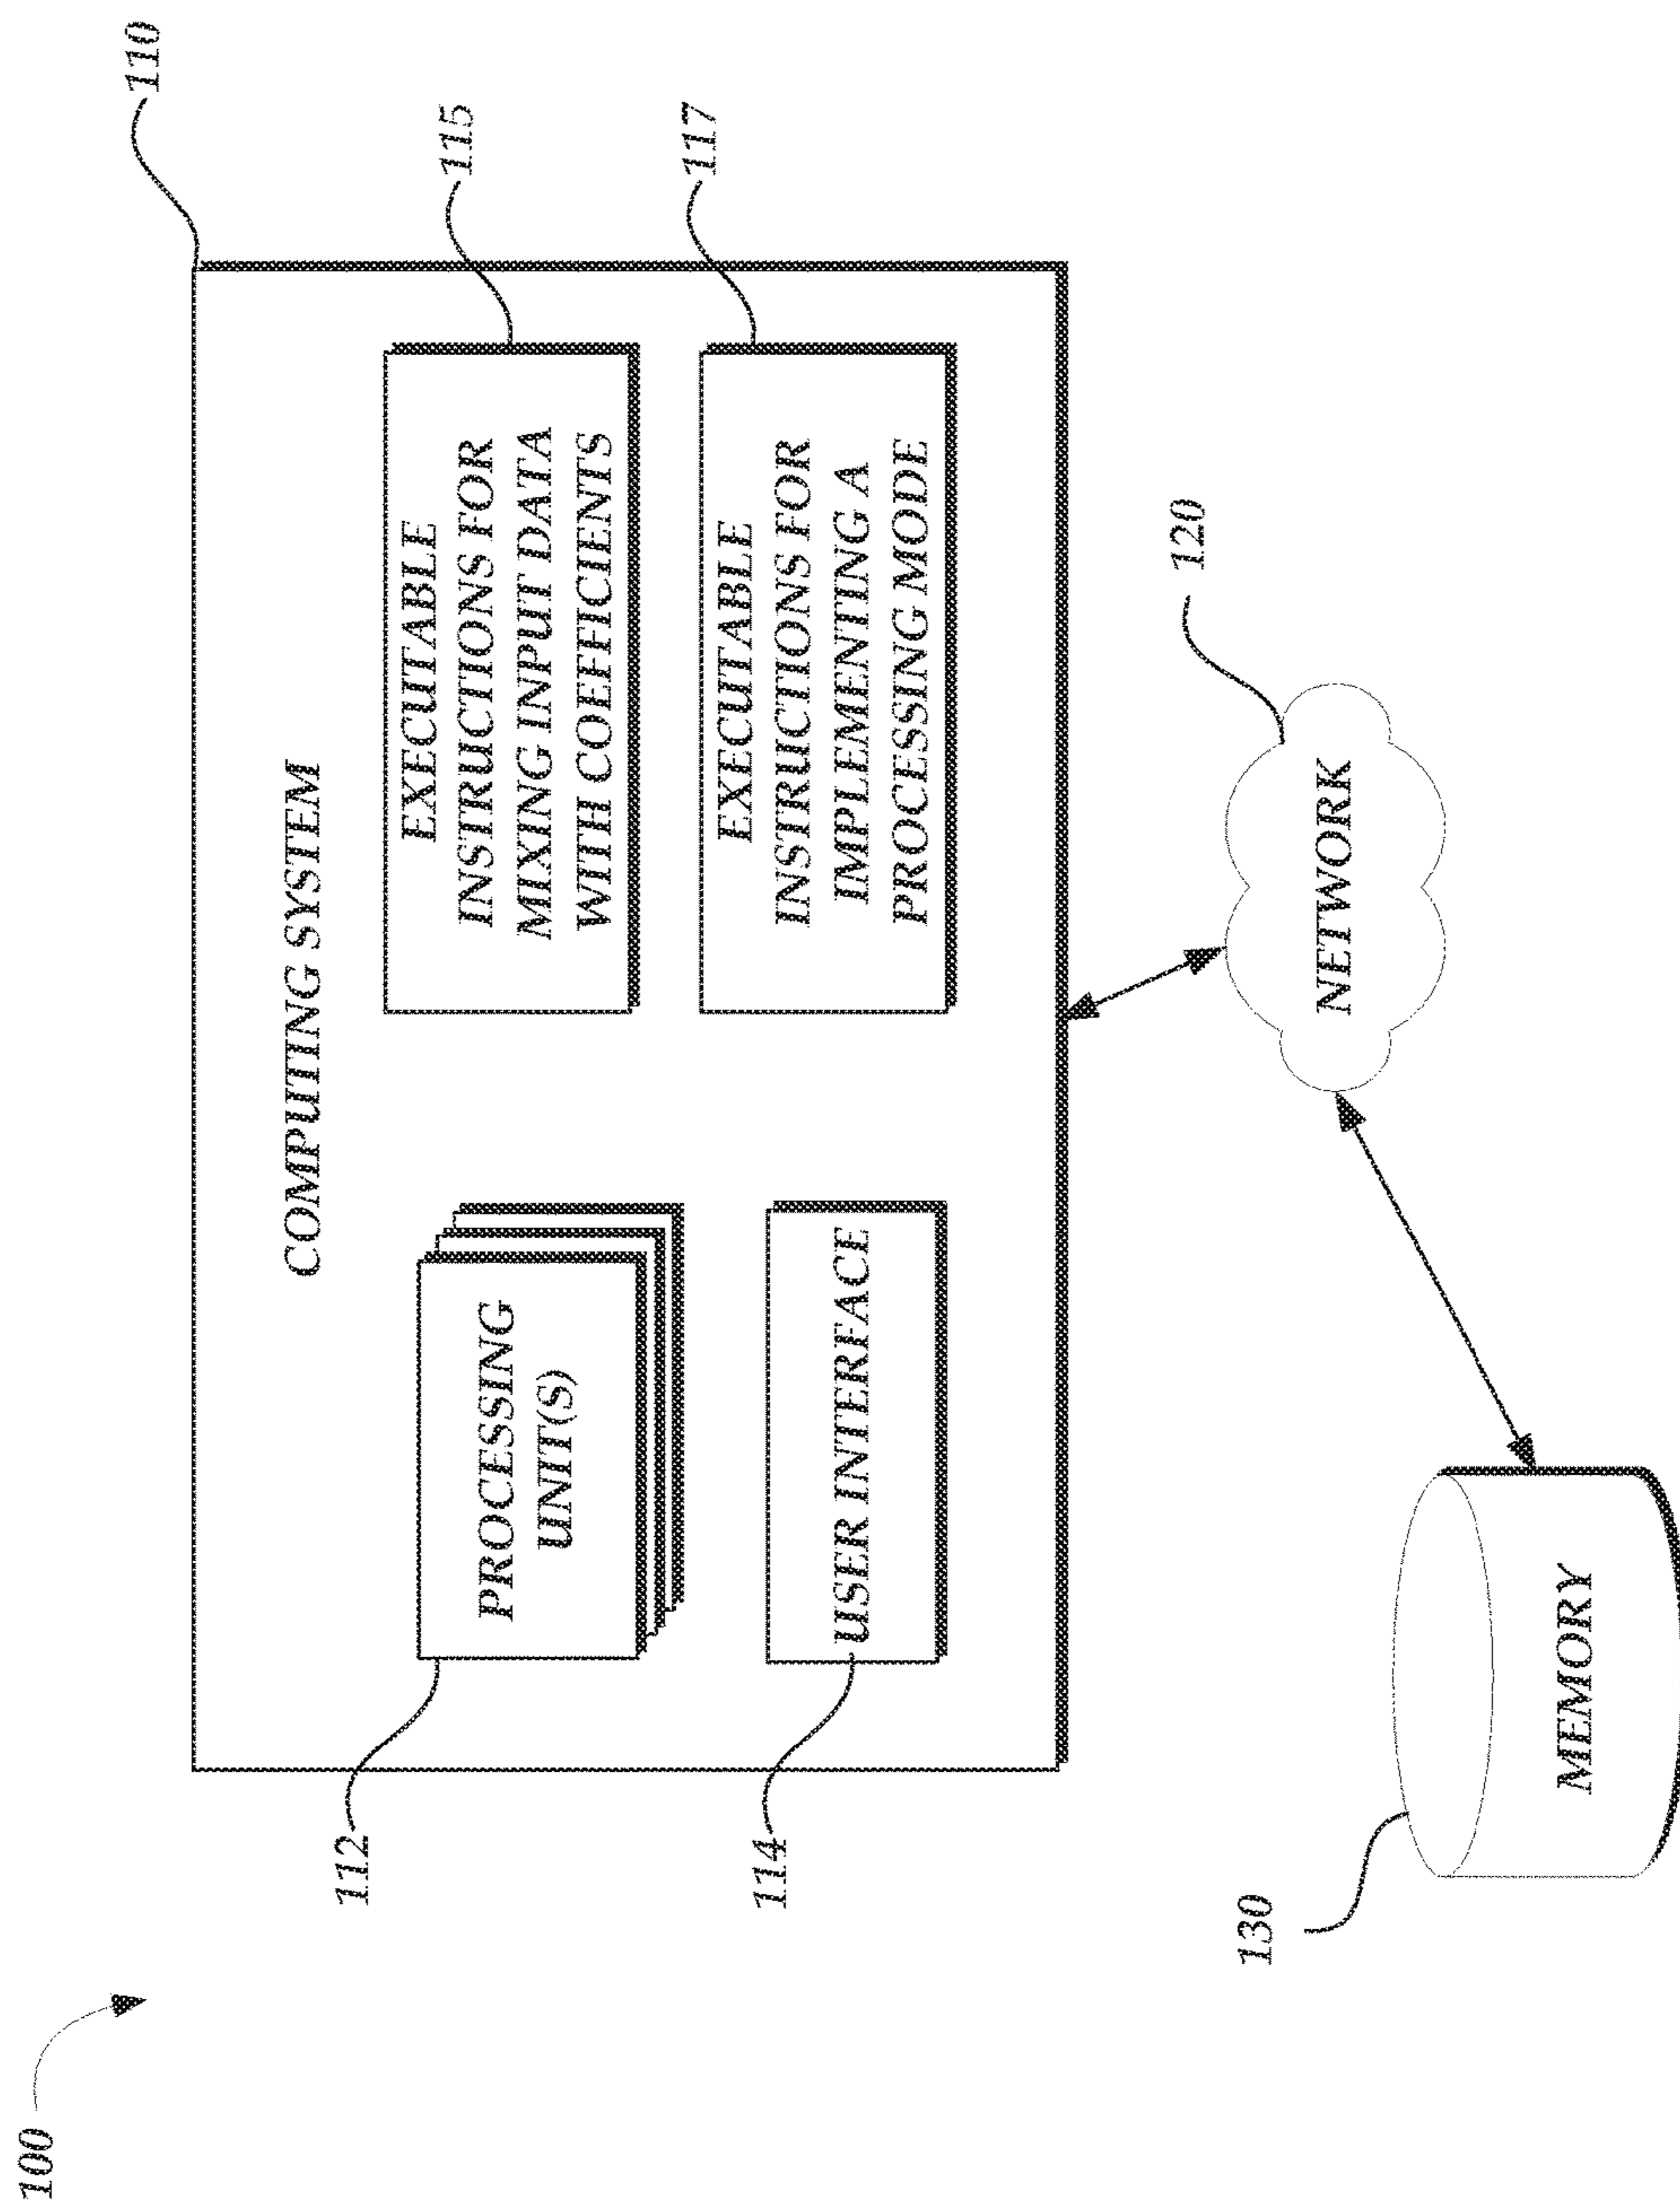 100
110
COMPUTING SYSTEM
112
PROCESSING
UNIT(S)
EXECUTABLE
INSTRUCTIONS FOR
MIXING INPUT DATA
WITH COEFFICIENTS
115
114
USER INTERFACE
EXECUTABLE
INSTRUCTIONS FOR
IMPLEMENTING A
PROCESSING MODE
117
120
NETWORK
130
MEMORY